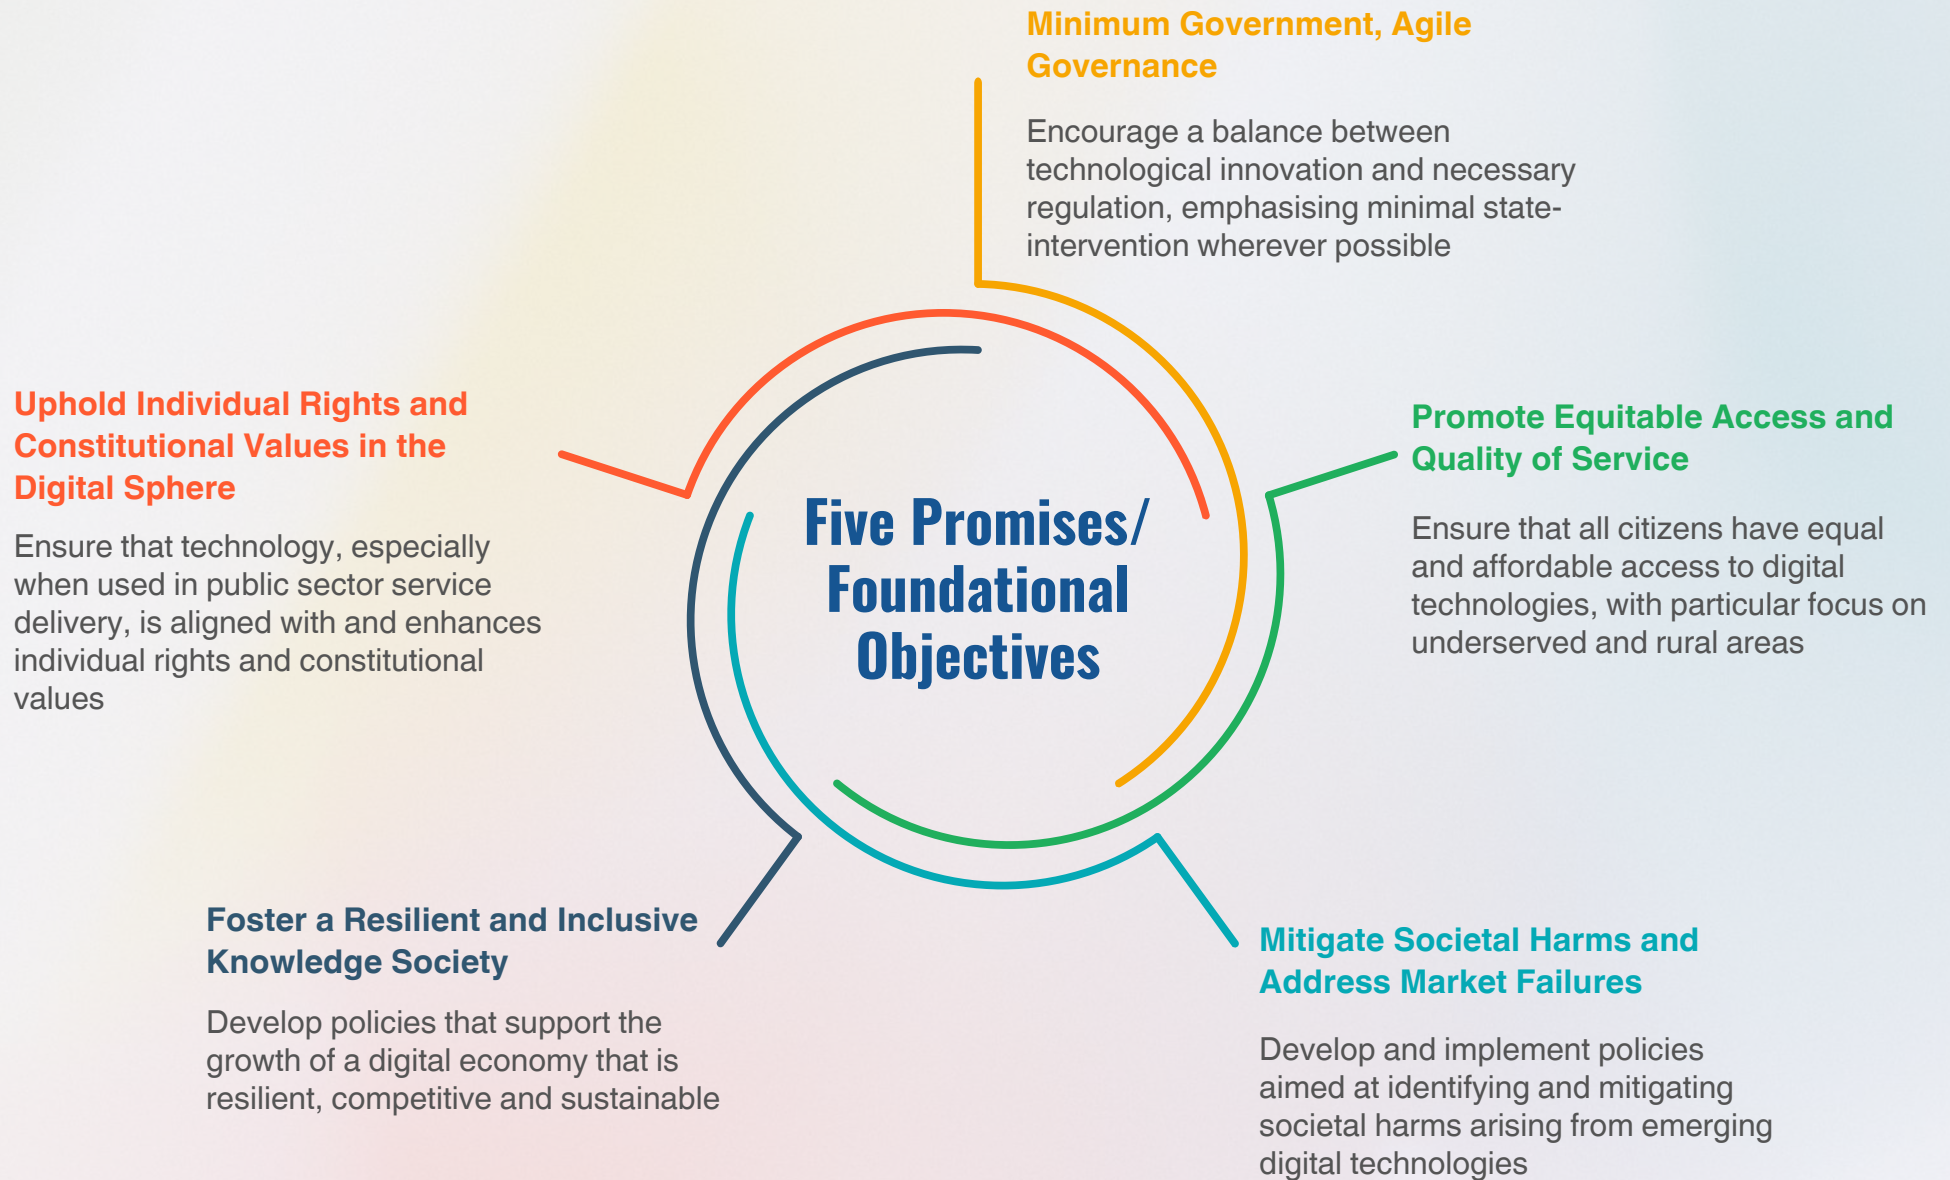 Minimum Government, Agile
Governance
Encourage a balance between
technological innovation and necessary
regulation, emphasising minimal state-
intervention wherever possible
Uphold Individual Rights and
Constitutional Values in the
Digital Sphere
Ensure that technology, especially
when used in public sector service
delivery, is aligned with and enhances
individual rights and constitutional
values
Five Promises/
Foundational
Objectives
Promote Equitable Access and
Quality of Service
Ensure that all citizens have equal
and affordable access to digital
technologies, with particular focus on
underserved and rural areas
Foster a Resilient and Inclusive
Knowledge Society
Develop policies that support the
growth of a digital economy that is
resilient, competitive and sustainable
Mitigate Societal Harms and
Address Market Failures
Develop and implement policies
aimed at identifying and mitigating
societal harms arising from emerging
digital technologies